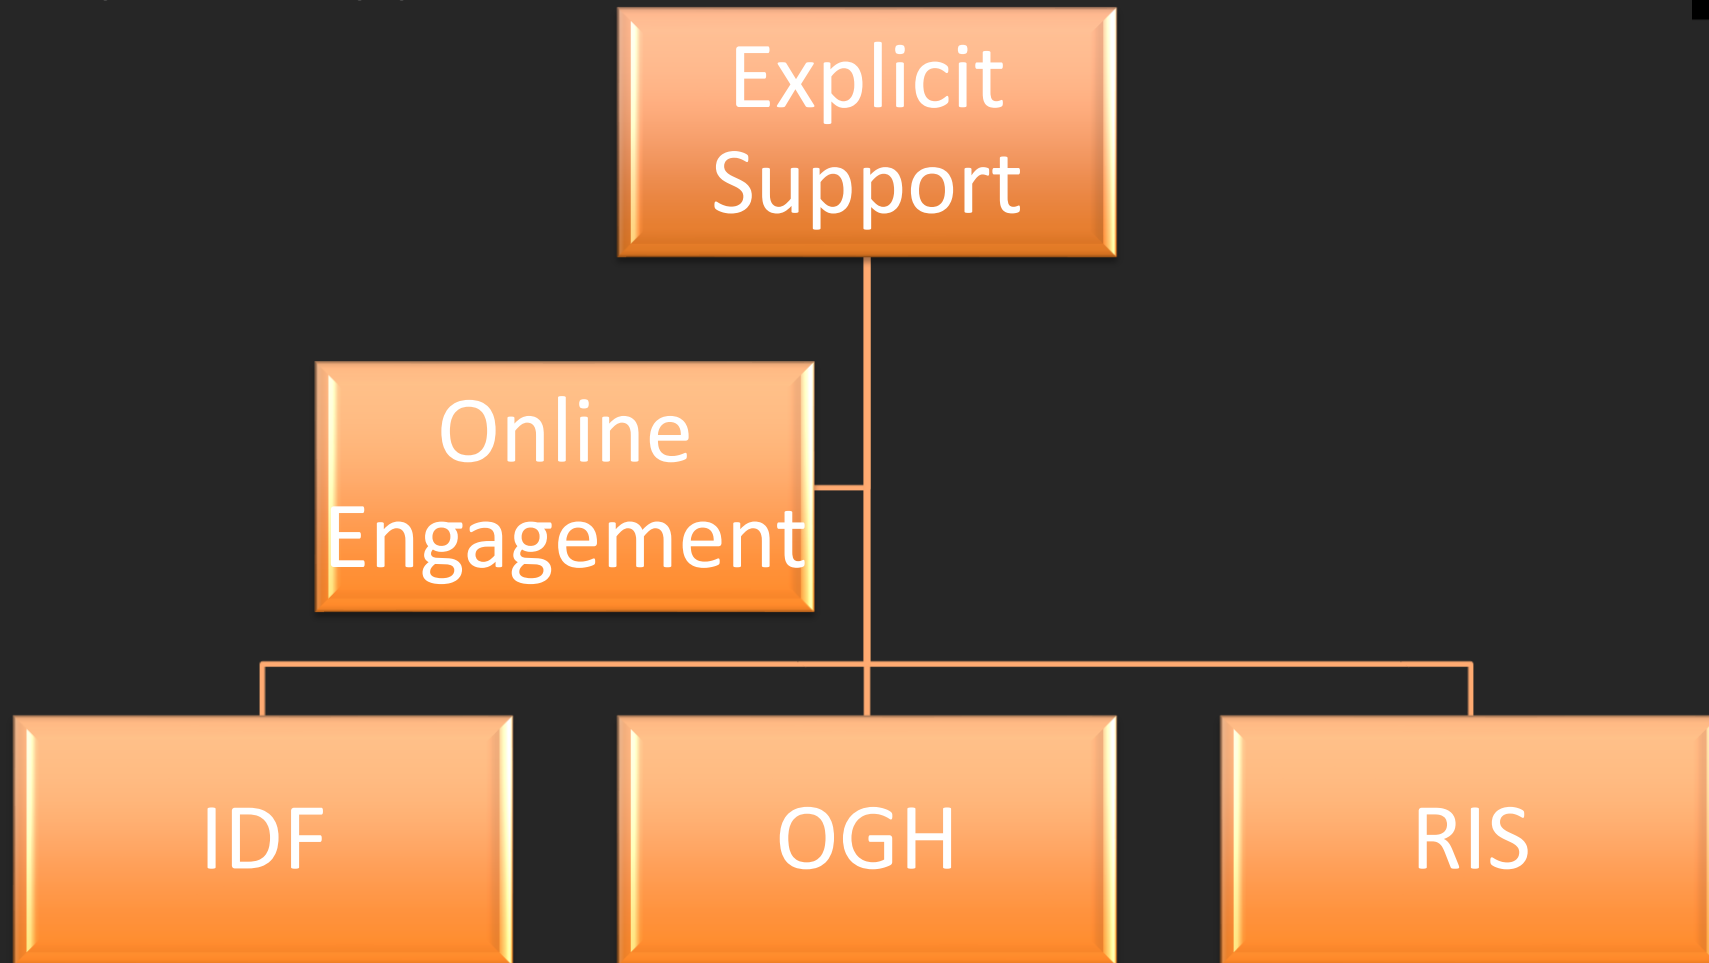 Explicit
Support
Online
Engagement
IDF
OGH
RIS